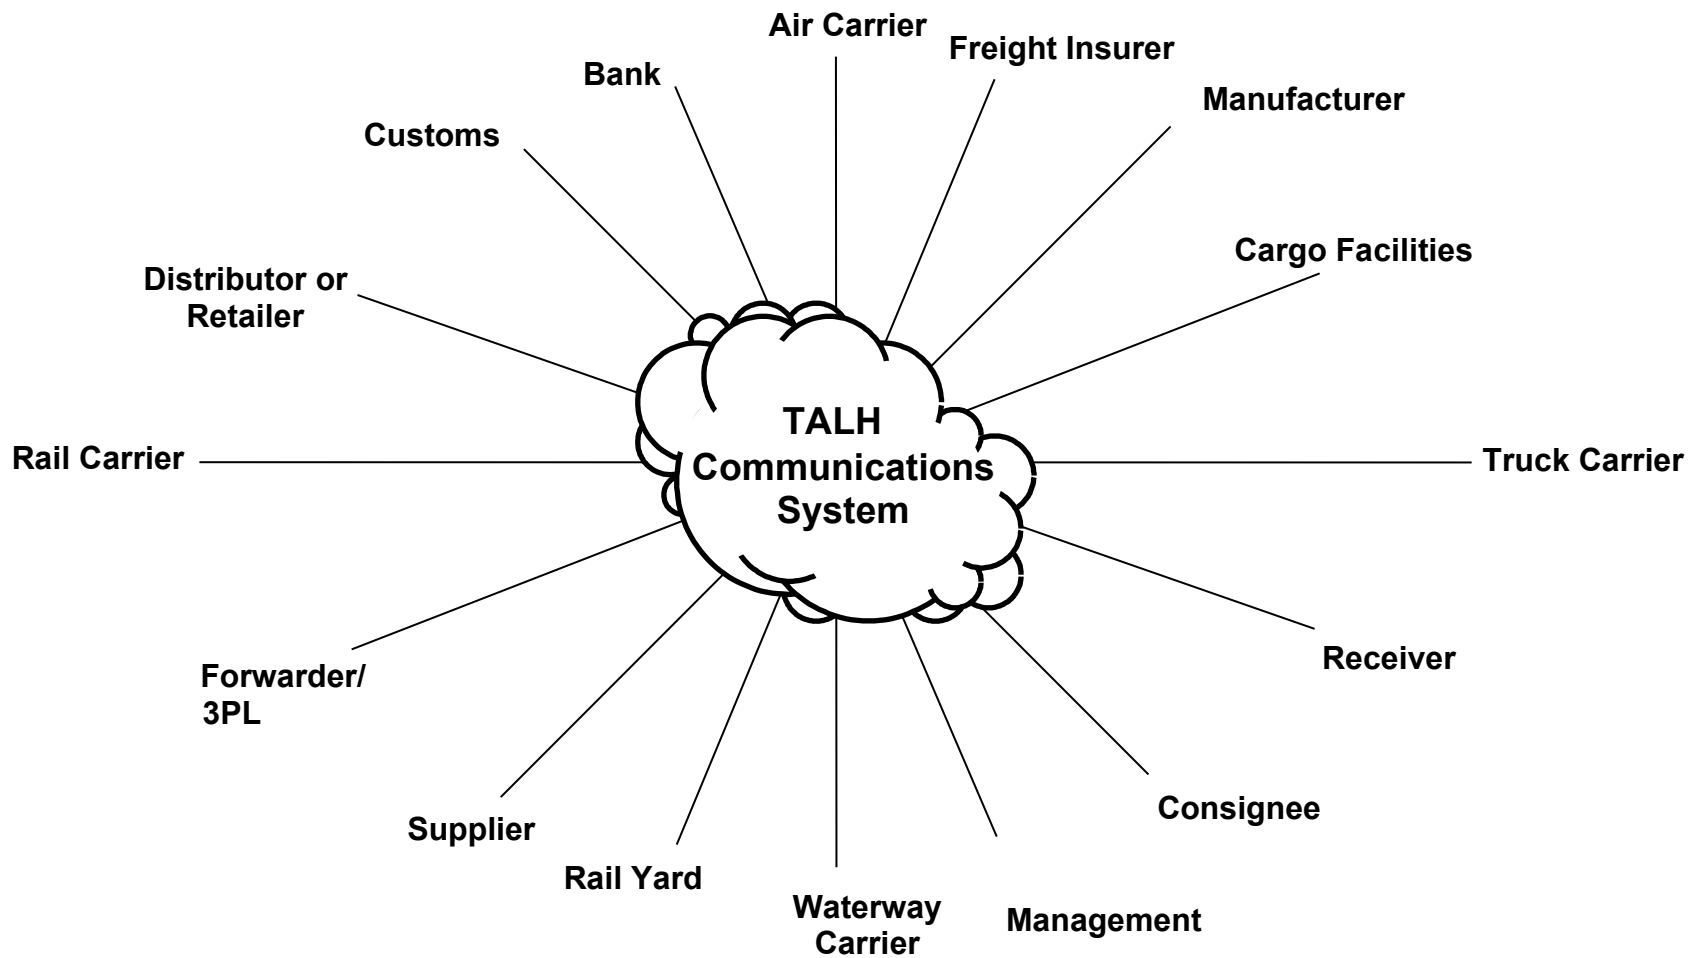 Air Carrier
Freight Insurer
Bank
Manufacturer
Customs
Cargo Facilities
Distributor or
Retailer
TALH
Communications
System
Rail Carrier
Truck Carrier
Receiver
Forwarder/
3PL
Consignee
Supplier
Rail Yard
Waterway
Carrier
Management